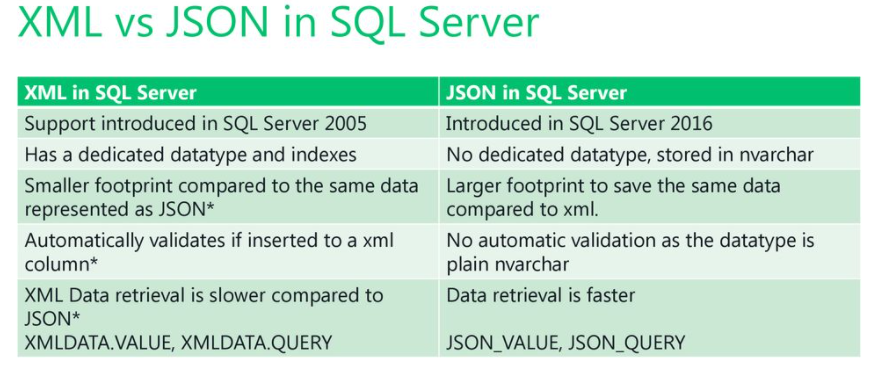 XML vs JSON in SQL Server
XML in SQL Server
JSON in SQL Server
Support introduced in SQL Server 2005
Introduced in SQL Server 2016
Has a dedicated datatype and indexes
No dedicated datatype, stored in nvarchar
Smaller footprint compared to the same data
represented as JSON*
Larger footprint to save the same data
compared to xml.
Automatically validates if inserted to a xml
column*
No automatic validation as the datatype is
plain nvarchar
XML Data retrieval is slower compared to
JSON*
XMLDATA.VALUE, XMLDATA.QUERY
Data retrieval is faster
JSON_VALUE, JSON_QUERY